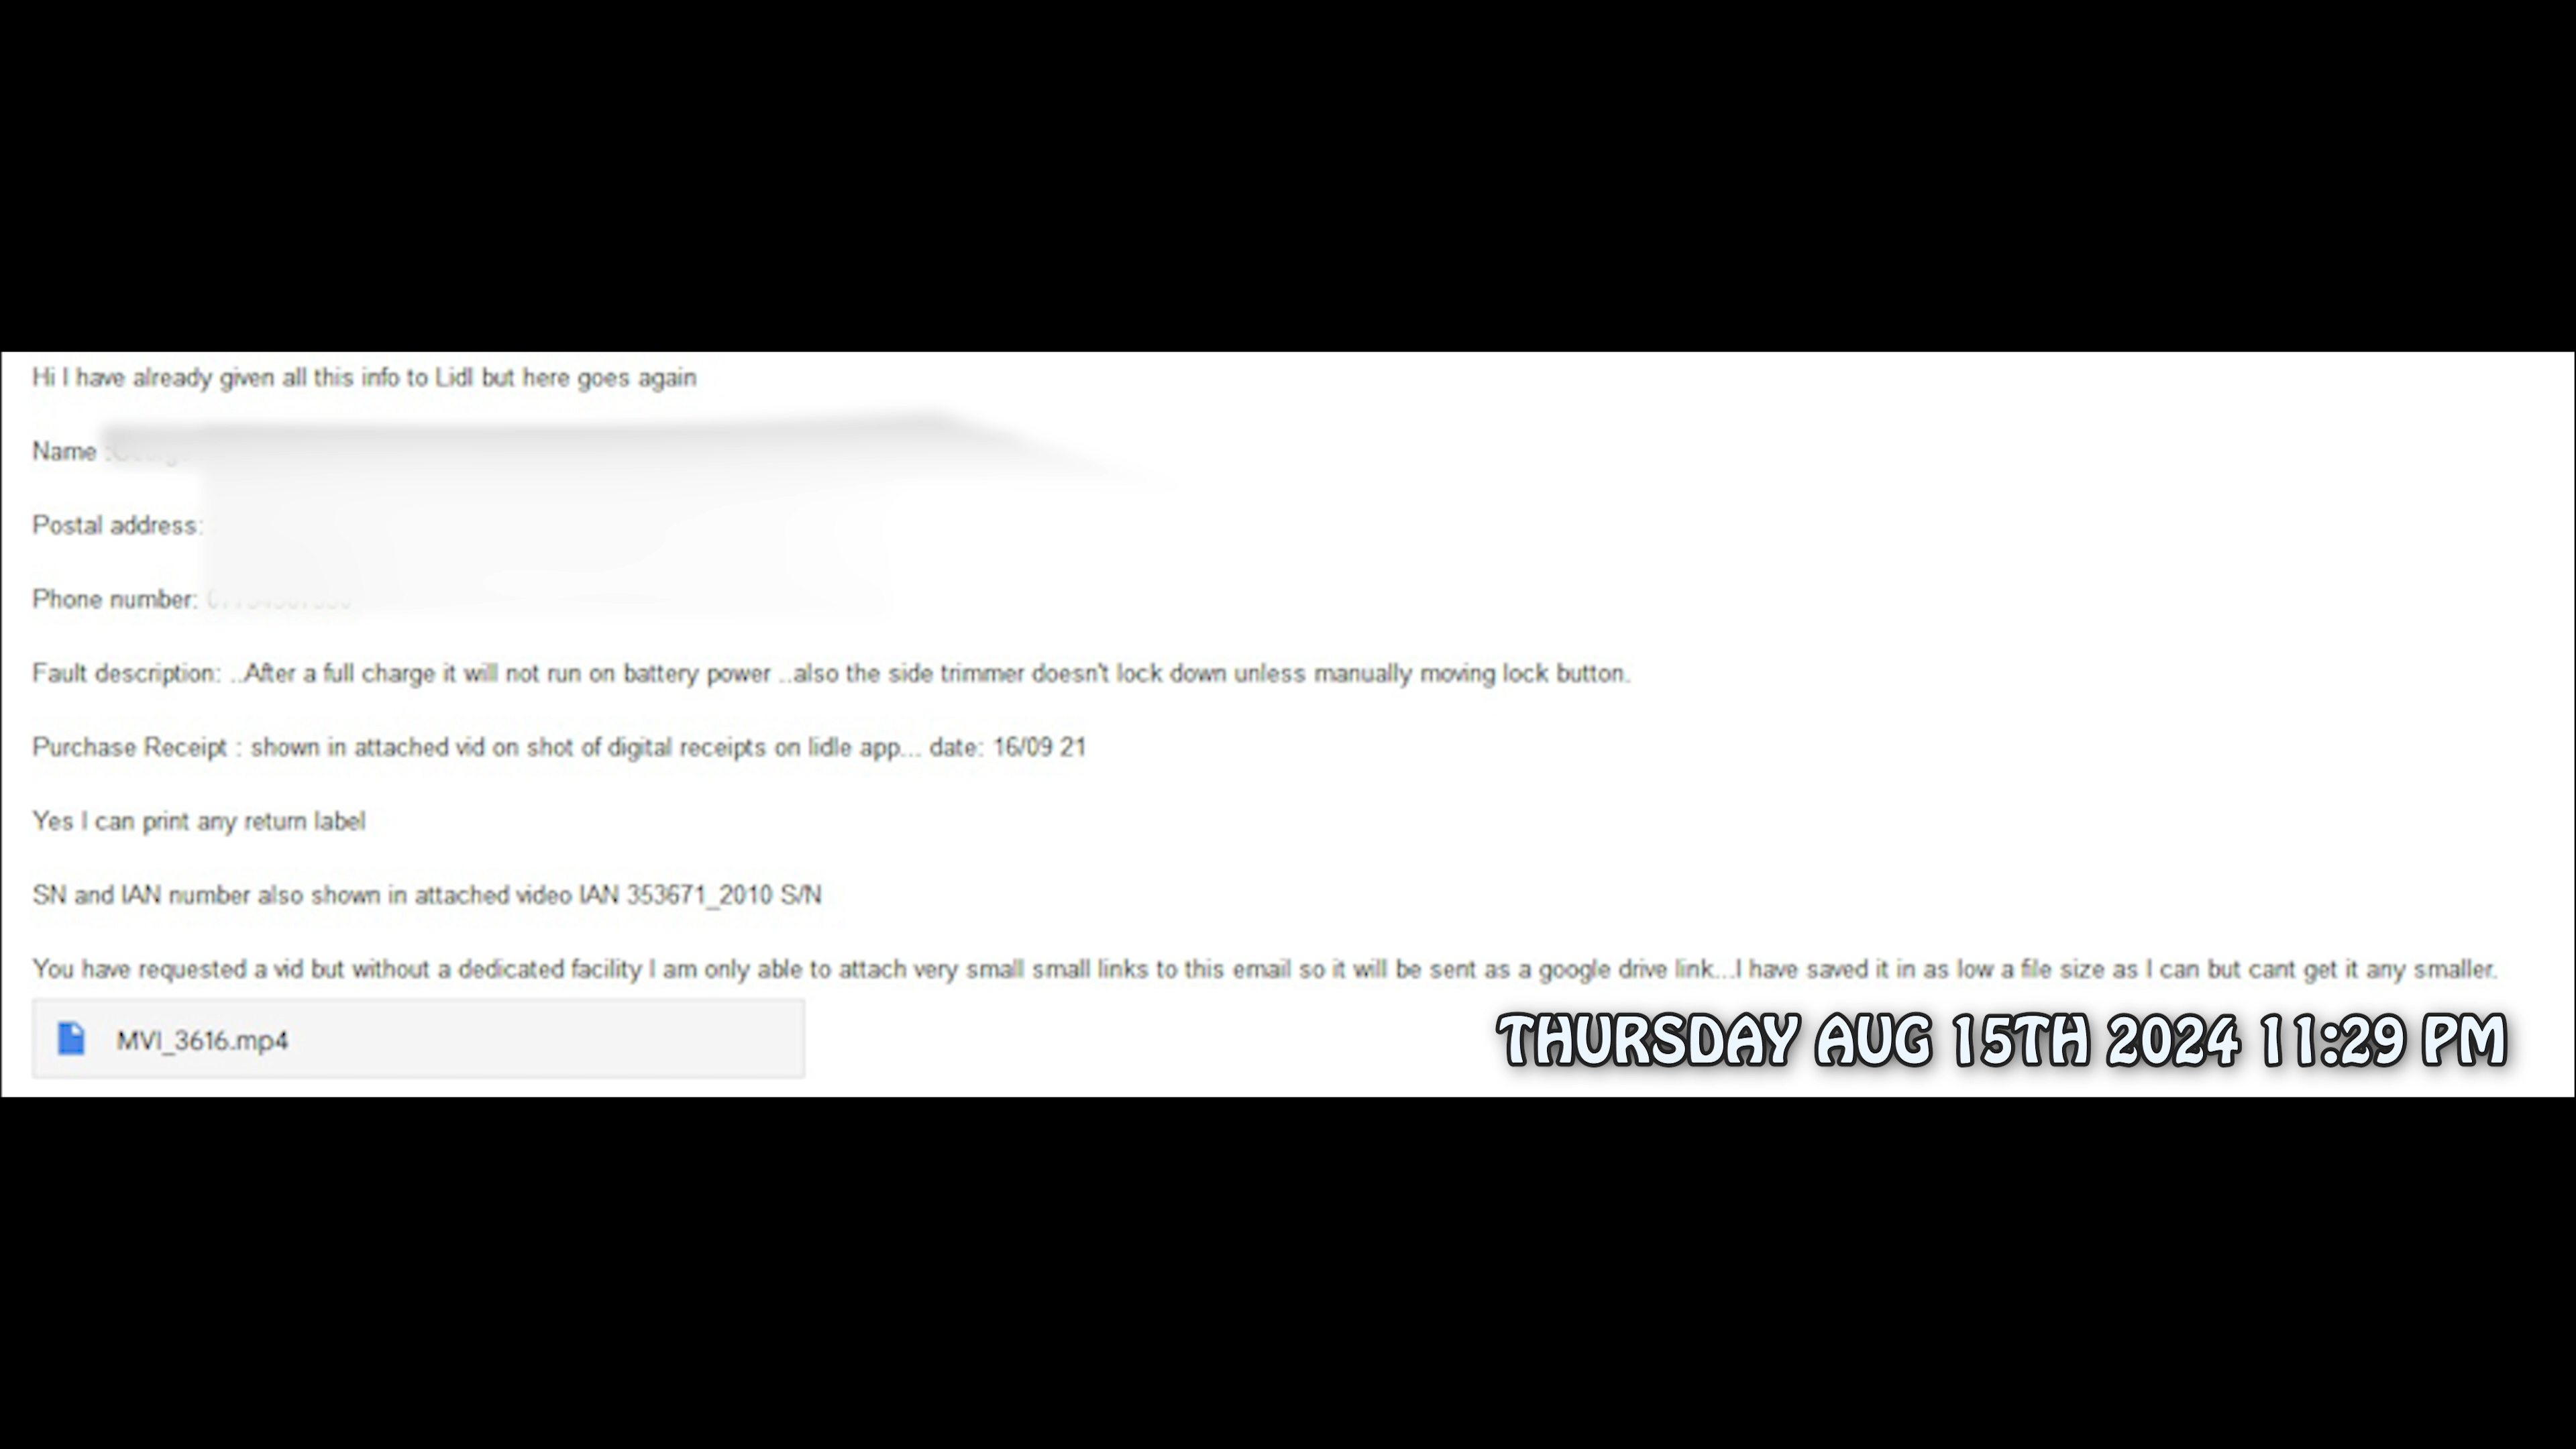 Hi I have already given all this info to Lidl but here goes again
Name :
Postal address:
Phone number:
Fault description: ..After a full charge it will not run on battery power ..also the side trimmer doesn't lock down unless manually moving lock button.
Purchase Receipt : shown in attached vid on shot of digital receipts on lidle app... date: 16/09 21
Yes I can print any return label
SN and IAN number also shown in attached video IAN 353671_2010 S/N
You have requested a vid but without a dedicated facility I am only able to attach very small small links to this email so it will be sent as a google drive link...I have saved it in as low a file size as I can but cant get it any smaller.
MVI_3616.mp4
THURSDAY AUG 15TH 2024 11:29 PM